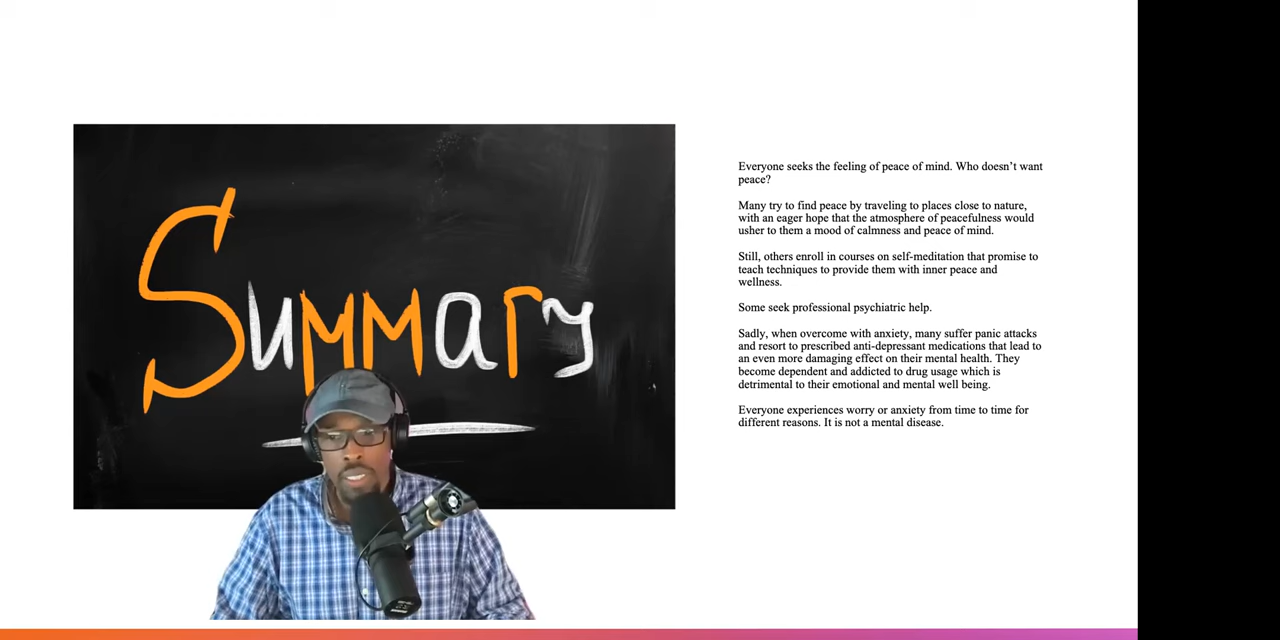 Summary
Everyone seeks the feeling of peace of mind. Who doesn’t want
peace?
Many try to find peace by traveling to places close to nature,
with an eager hope that the atmosphere of peacefulness would
usher to them a mood of calmness and peace of mind.
Still, others enroll in courses on self-meditation that promise to
teach techniques to provide them with inner peace and
wellness.
Some seek professional psychiatric help.
Sadly, when overcome with anxiety, many suffer panic attacks
and resort to prescribed anti-depressant medications that lead to
an even more damaging effect on their mental health. They
become dependent and addicted to drug usage which is
detrimental to their emotional and mental well being.
Everyone experiences worry or anxiety from time to time for
different reasons. It is not a mental disease.